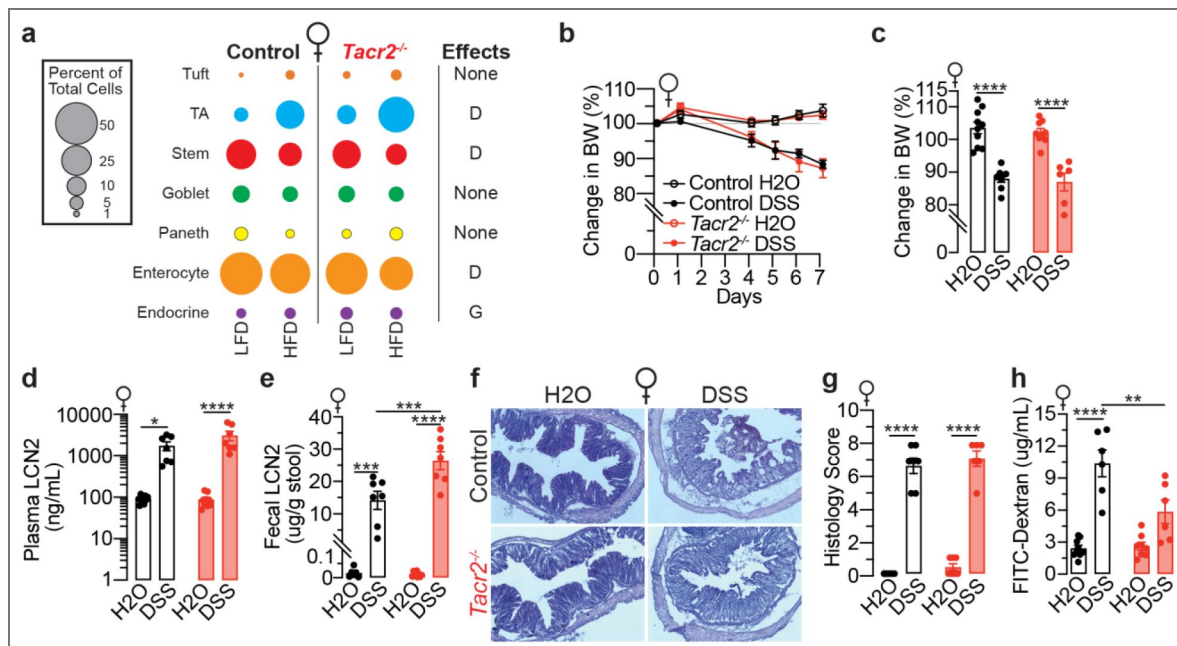 a
Control ♀ Tacr2-/- Effects
Percent of
Total Cells
50
25
10
5
1
Tuft None
TA D
Stem D
Goblet None
Paneth None
Enterocyte D
Endocrine G
LFD HFD LFD HFD
b
♀
Change in BW (%)
110
100
90
80
0
Control H2O
Control DSS
Tacr2-/- H2O
Tacr2-/- DSS
0 1 2 3 4 5 6 7
Days
c
♀
**** ****
Change in BW (%)
110
100
90
80
0
H2O DSS H2O DSS
d
♀
* ****
Plasma LCN2
(ng/mL)
10000
1000
100
10
1
H2O DSS H2O DSS
e
♀
***
*** ****
Fecal LCN2
(ug/g stool)
40
35
30
25
20
15
10
5
0.1
0
H2O DSS H2O DSS
f
H2O ♀ DSS
Control
Tacr2-/-
g
♀
**** ****
Histology Score
10
8
6
4
2
0
H2O DSS H2O DSS
h
♀
**** **
FITC-Dextran (ug/mL)
15
12
9
6
3
0
H2O DSS H2O DSS